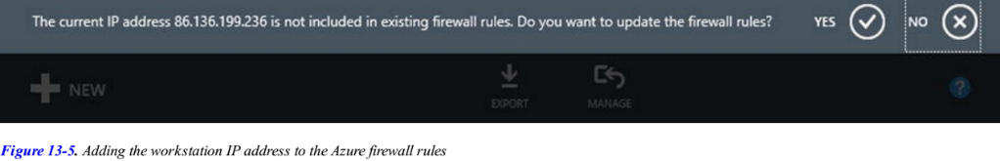 The current IP address 86.136.199.236 is not included in existing firewall rules. Do you want to update the firewall rules? YES NO
NEW EXPORT MANAGE ?
Figure 13-5. Adding the workstation IP address to the Azure firewall rules